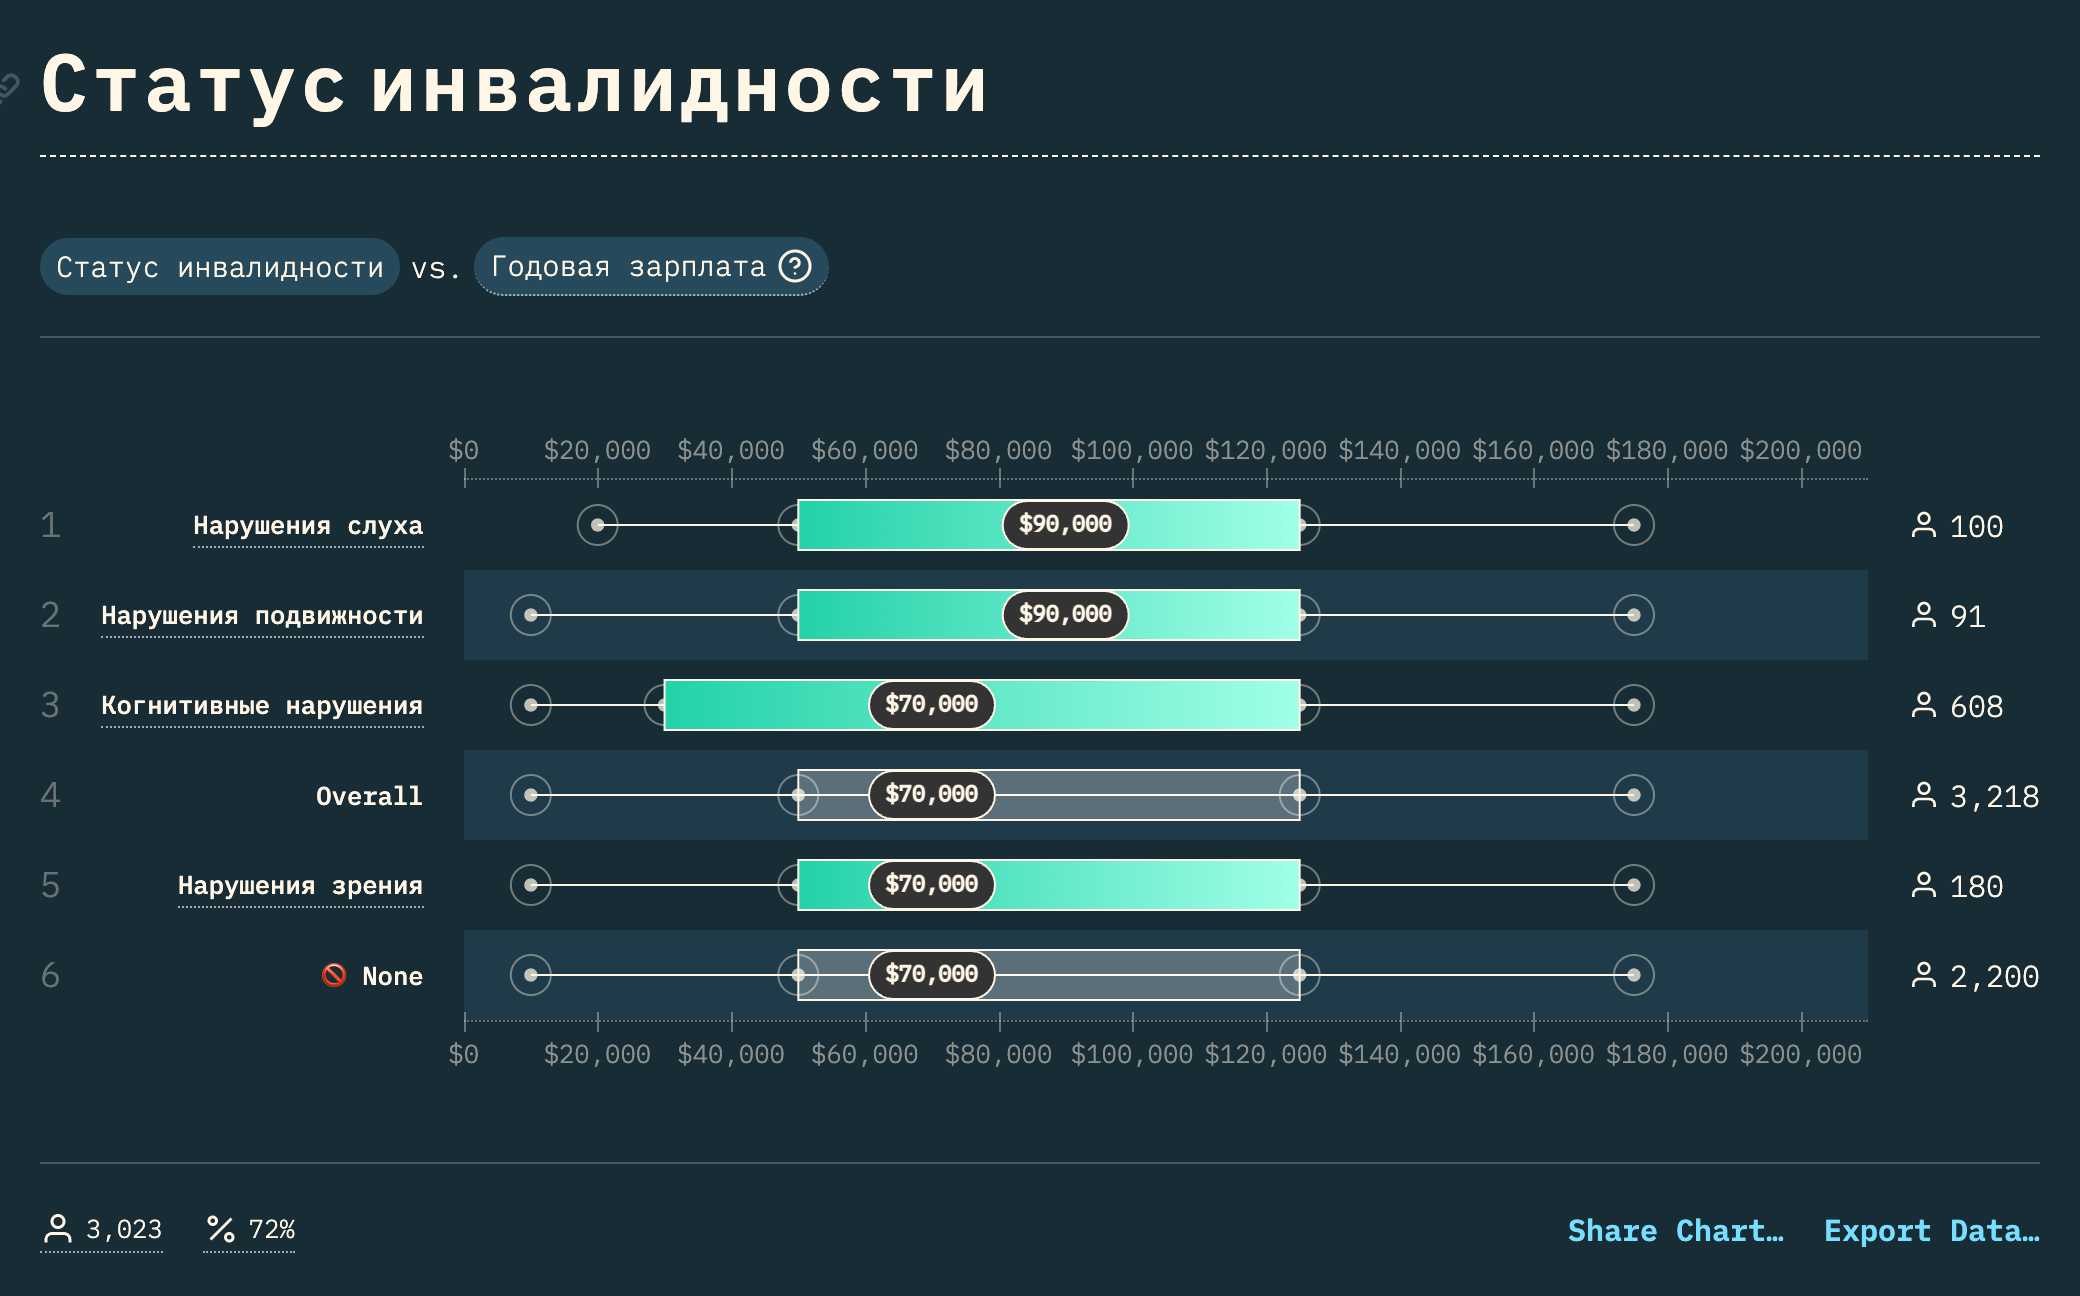 Статус инвалидности
Статус инвалидности vs. Годовая зарплата ?
$0 $20,000 $40,000 $60,000 $80,000 $100,000 $120,000 $140,000 $160,000 $180,000 $200,000
1 Нарушения слуха $90,000 100
2 Нарушения подвижности $90,000 91
3 Когнитивные нарушения $70,000 608
4 Overall $70,000 3,218
5 Нарушения зрения $70,000 180
6 None $70,000 2,200
$0 $20,000 $40,000 $60,000 $80,000 $100,000 $120,000 $140,000 $160,000 $180,000 $200,000
3,023 72% Share Chart… Export Data…